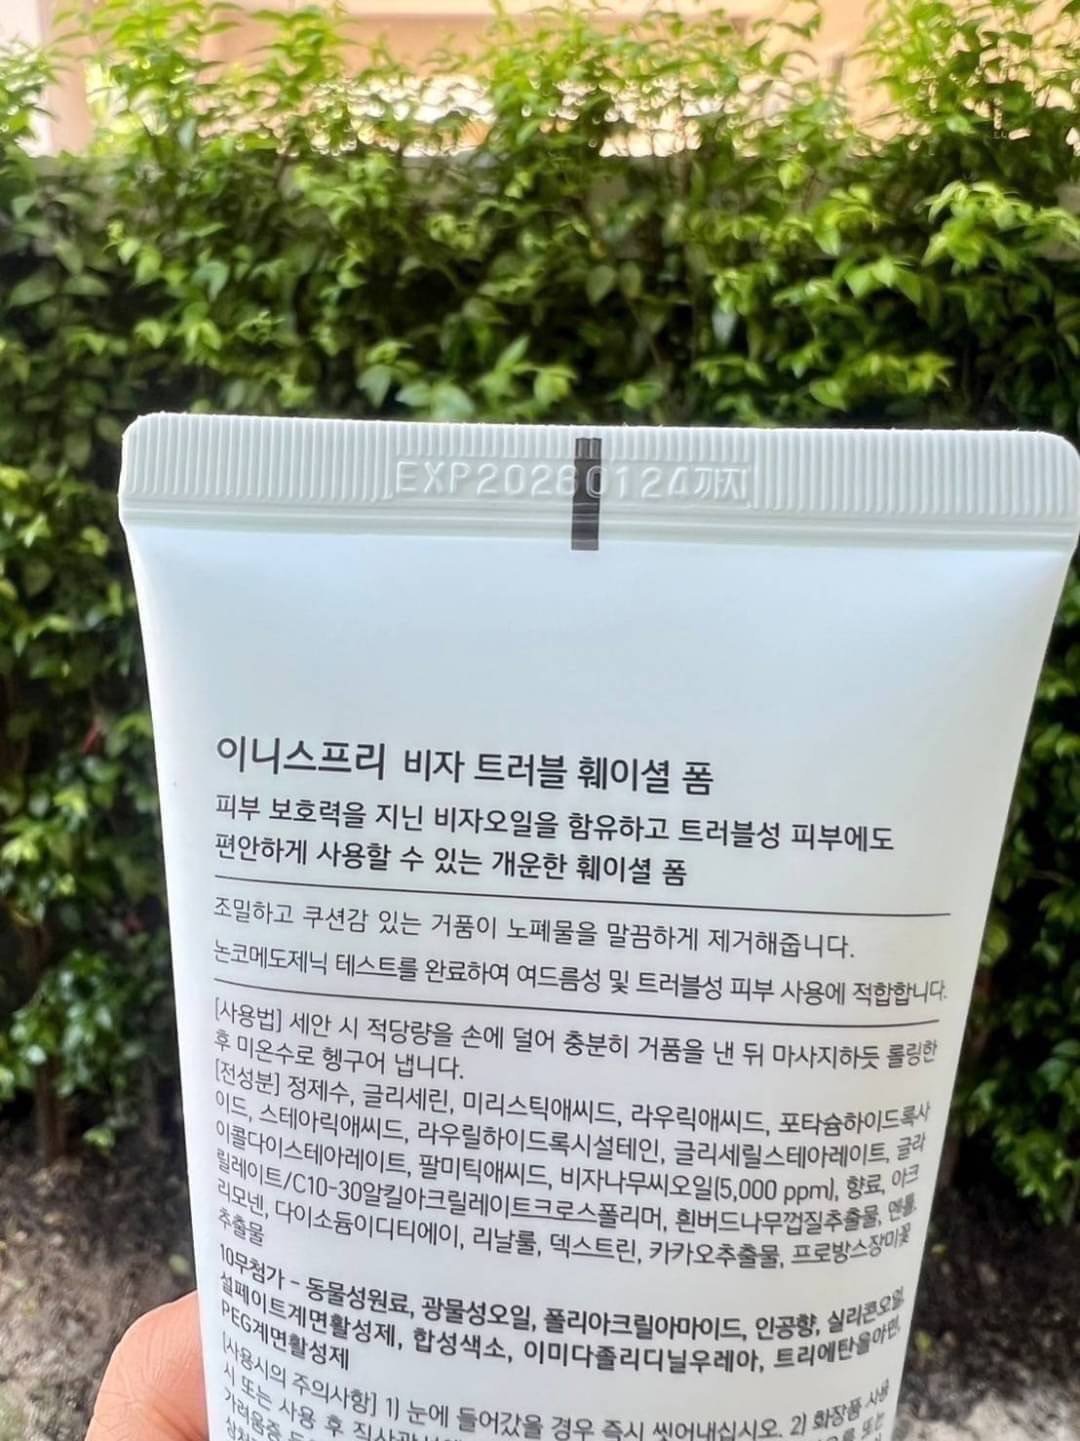 EXP20260124까지
이니스프리 비자 트러블 훼이셜 폼
피부 보호력을 지닌 비자오일을 함유하고 트러블성 피부에도
편안하게 사용할 수 있는 개운한 훼이셜 폼
조밀하고 쿠션감 있는 거품이 노폐물을 말끔하게 제거해줍니다.
논코메도제닉 테스트를 완료하여 여드름성 및 트러블성 피부 사용에 적합합니다.
[사용법] 세안 시 적당량을 손에 덜어 충분히 거품을 낸 뒤 마사지하듯 롤링한
후 미온수로 헹구어 냅니다.
[전성분] 정제수, 글리세린, 미리스틱애씨드, 라우릭애씨드, 포타슘하이드록사
이드, 스테아릭애씨드, 라우릴하이드록시설테인, 글리세릴스테아레이트, 글라
이콜다이스테아레이트, 팔미틱애씨드, 비자나무씨오일(5,000 ppm), 향료, 아크
릴레이트/C10-30알킬아크릴레이트크로스폴리머, 흰버드나무껍질추출물, 멘톨,
리모넨, 다이소듐이디티에이, 리날룰, 덱스트린, 카카오추출물, 프로방스장미꽃
추출물
10무첨가 - 동물성원료, 광물성오일, 폴리아크릴아마이드, 인공향, 실리콘오일,
설페이트계면활성제, 합성색소, 이미다졸리디닐우레아, 트리에탄올아민,
PEG계면활성제
[사용시의 주의사항] 1) 눈에 들어갔을 경우 즉시 씻어내십시오. 2) 화장품 사용
시 또는 사용 후 직사광선에
가려움증